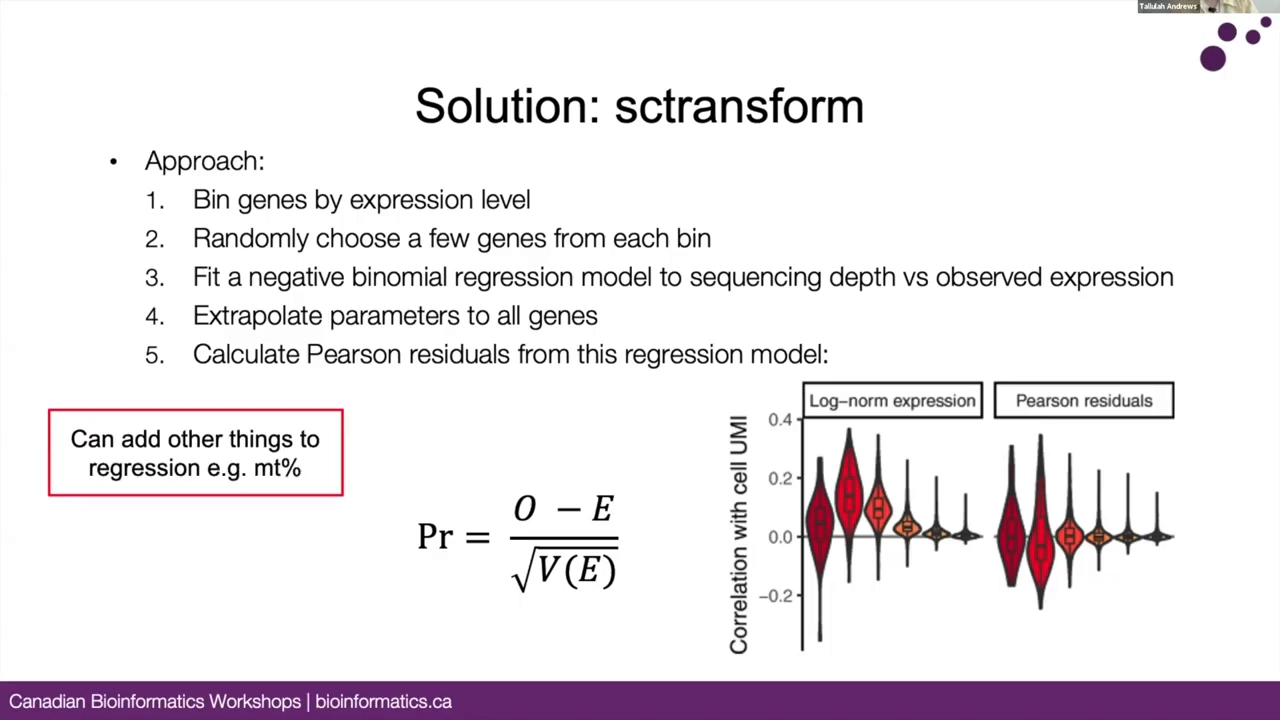 Tallulah Andrews
Solution: sctransform
• Approach:
1. Bin genes by expression level
2. Randomly choose a few genes from each bin
3. Fit a negative binomial regression model to sequencing depth vs observed expression
4. Extrapolate parameters to all genes
5. Calculate Pearson residuals from this regression model:
Can add other things to
regression e.g. mt%
Pr = (O − E) / √V(E)
Log–norm expression
Pearson residuals
Correlation with cell UMI
0.4
0.2
0.0
−0.2
Canadian Bioinformatics Workshops | bioinformatics.ca